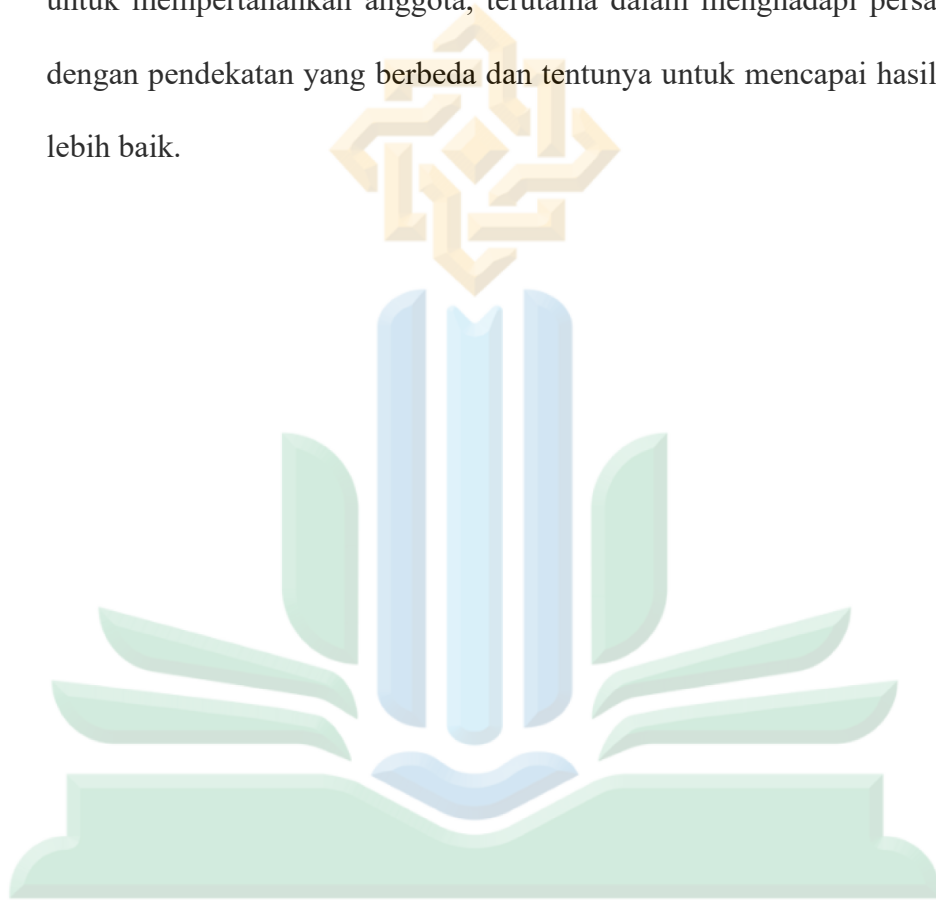 untuk mempertahankan anggota, terutama dalam menghadapi persa
dengan pendekatan yang berbeda dan tentunya untuk mencapai hasil
lebih baik.